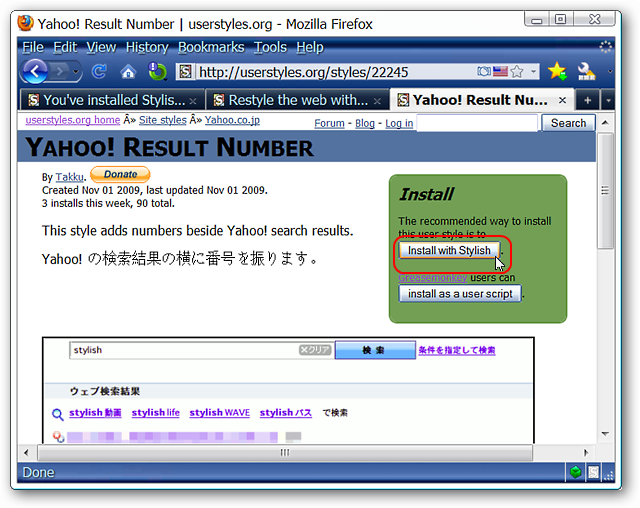 Yahoo! Result Number | userstyles.org - Mozilla Firefox
File Edit View History Bookmarks Tools Help
http://userstyles.org/styles/22245
You've installed Stylis...
Restyle the web with...
Yahoo! Result Nu...
userstyles.org home Â» Site styles Â» Yahoo.co.jp
Forum - Blog - Log in
Search
Yahoo! Result Number
By Takku.
Donate
Created Nov 01 2009, last updated Nov 01 2009.
3 installs this week, 90 total.
This style adds numbers beside Yahoo! search results.
Yahoo! の検索結果の横に番号を振ります。
Install
The recommended way to install
this user style is to
Install with Stylish.
Greasemonkey users can
install as a user script.
stylish
×クリア
検索
条件を指定して検索
ウェブ検索結果
stylish 動画 stylish life stylish WAVE stylish バス で検索
Done